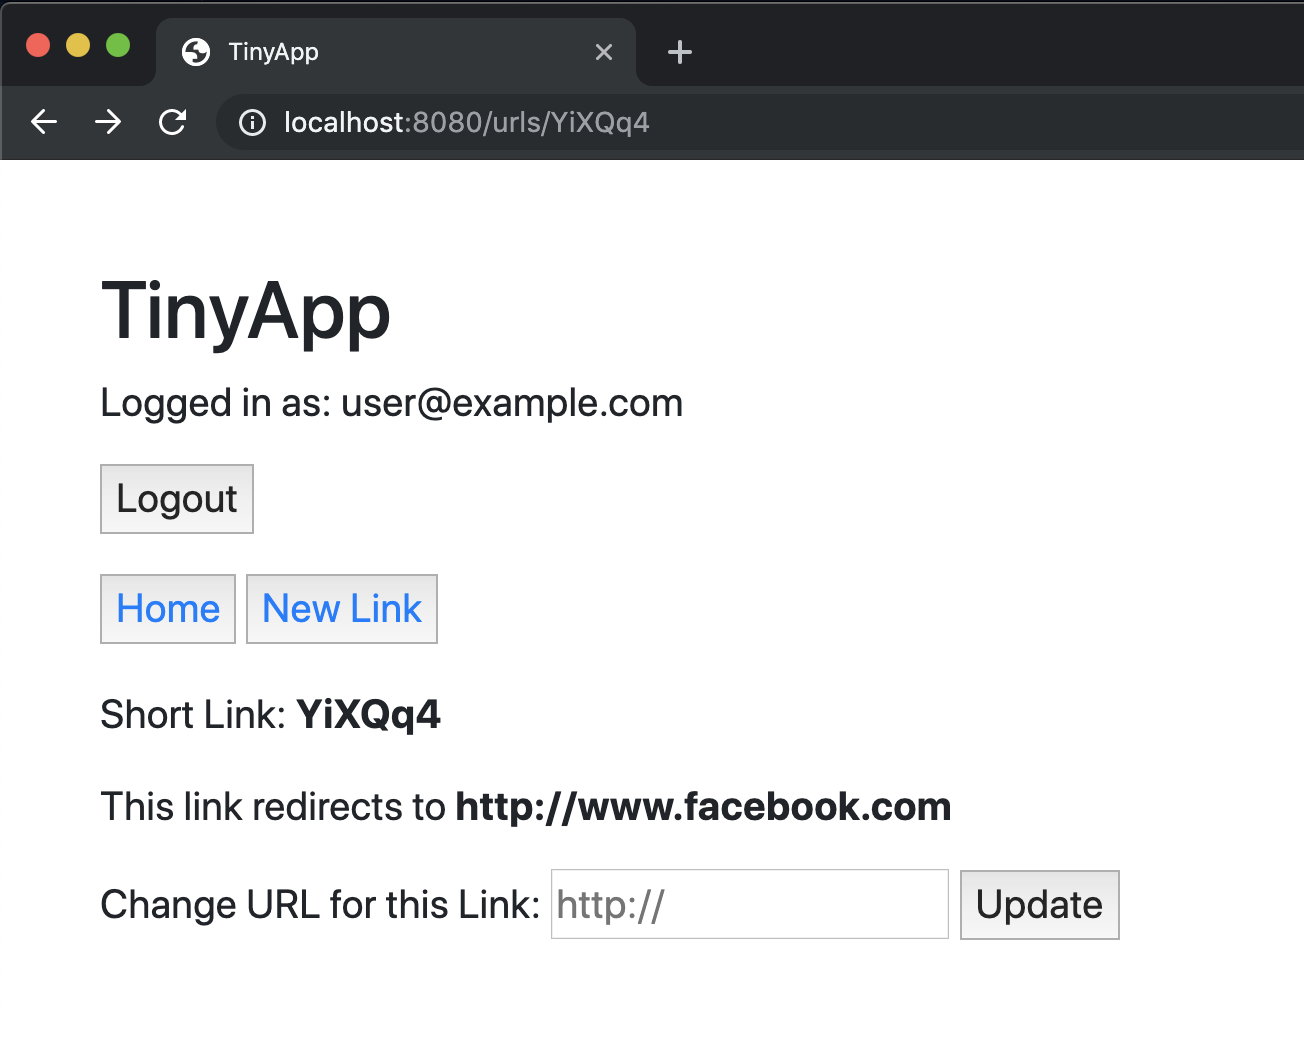 TinyApp
localhost:8080/urls/YiXQq4
TinyApp
Logged in as: user@example.com
Logout
Home New Link
Short Link: YiXQq4
This link redirects to http://www.facebook.com
Change URL for this Link: http:// Update